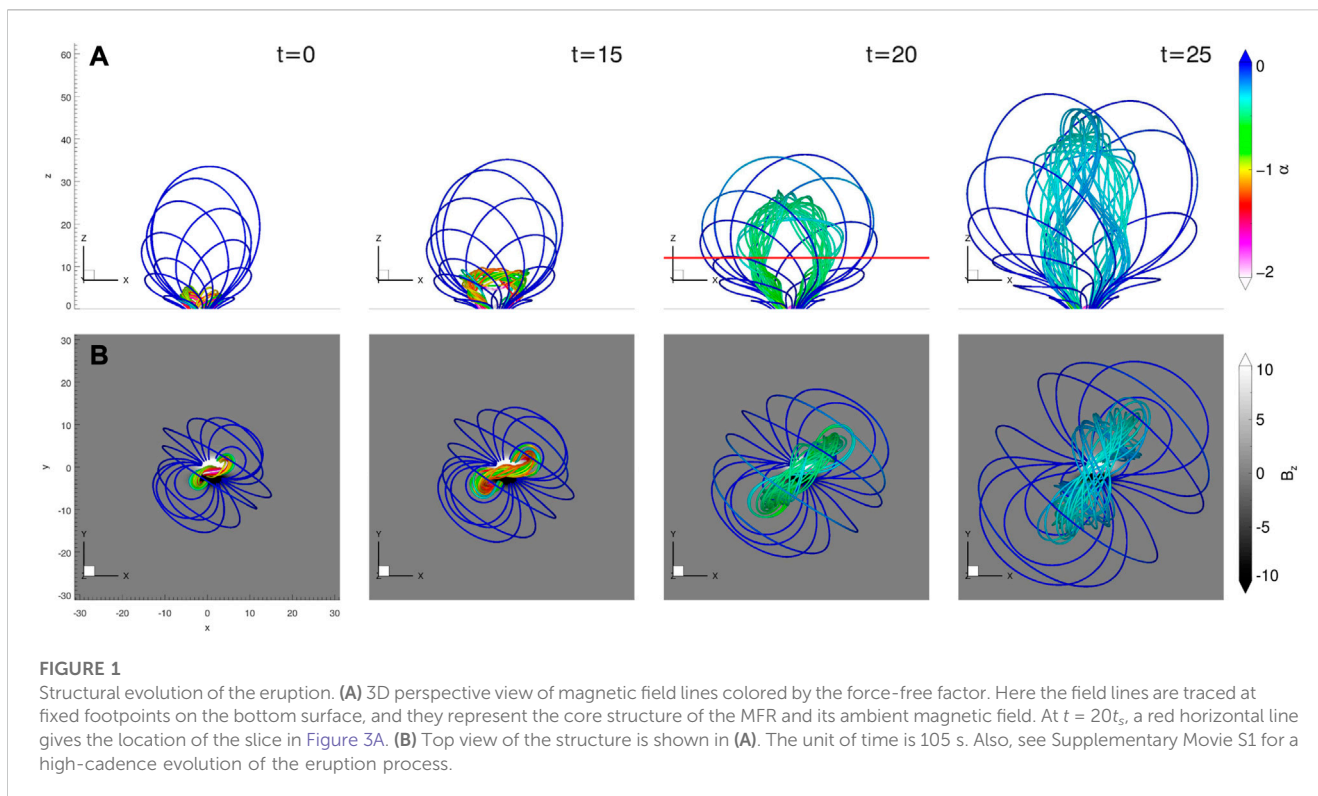 A
t=0
t=15
t=20
t=25
60
50
40
30
20
10
0
z
Z
X
Z
X
Z
X
Z
X
0
−1
−2
α
B
30
20
10
0
-10
-20
-30
y
Y
Z
X
Y
Z
X
Y
Z
X
Y
Z
X
-30
-20
-10
0
10
20
30
x
10
5
0
-5
-10
Bz
FIGURE 1
Structural evolution of the eruption. (A) 3D perspective view of magnetic field lines colored by the force-free factor. Here the field lines are traced at
fixed footpoints on the bottom surface, and they represent the core structure of the MFR and its ambient magnetic field. At t = 20ts, a red horizontal line
gives the location of the slice in Figure 3A. (B) Top view of the structure is shown in (A). The unit of time is 105 s. Also, see Supplementary Movie S1 for a
high-cadence evolution of the eruption process.